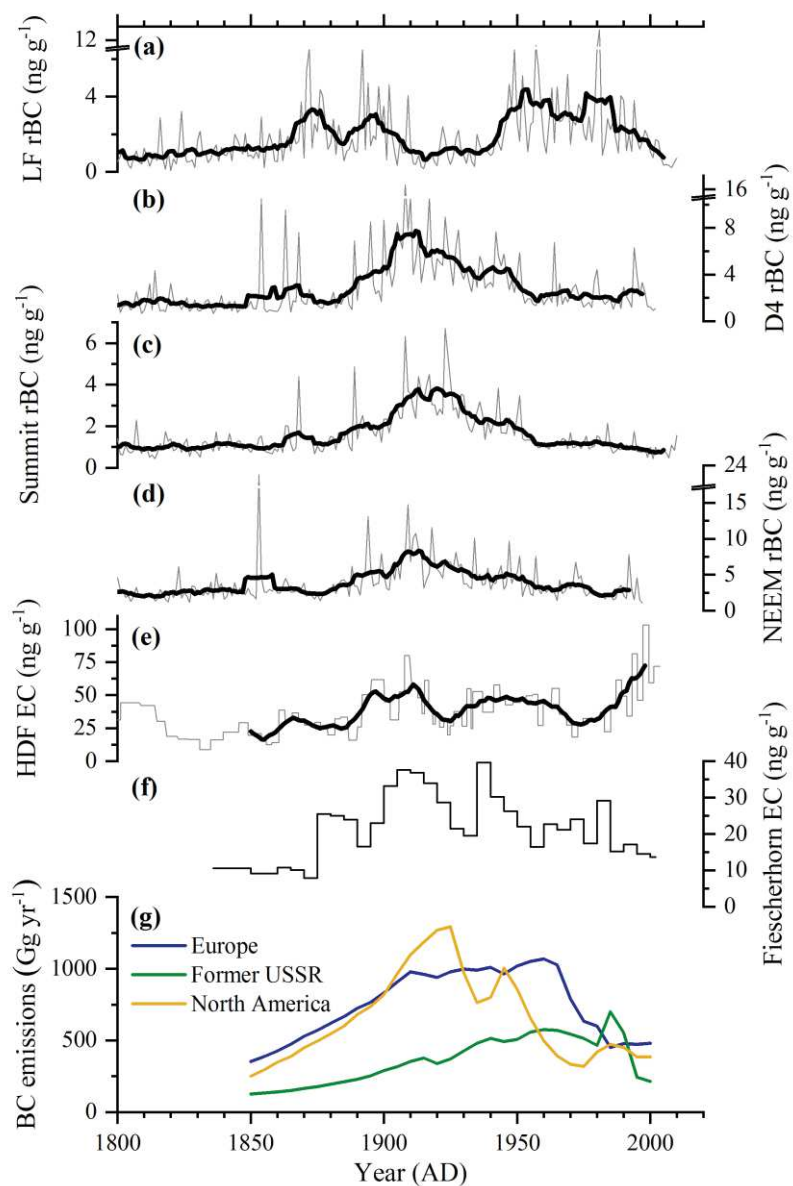 12
(a)
LF rBC (ng g⁻¹)
4
0
16
(b)
8
D4 rBC (ng g⁻¹)
4
0
(c)
6
Summit rBC (ng g⁻¹)
4
2
0
24
(d)
15
NEEM rBC (ng g⁻¹)
10
5
0
(e)
100
HDF EC (ng g⁻¹)
75
50
25
0
40
(f)
30
Fiescherhorn EC (ng g⁻¹)
20
10
0
1500
(g)
BC emissions (Gg yr⁻¹)
Europe
1000
Former USSR
North America
500
0
1800 1850 1900 1950 2000
Year (AD)